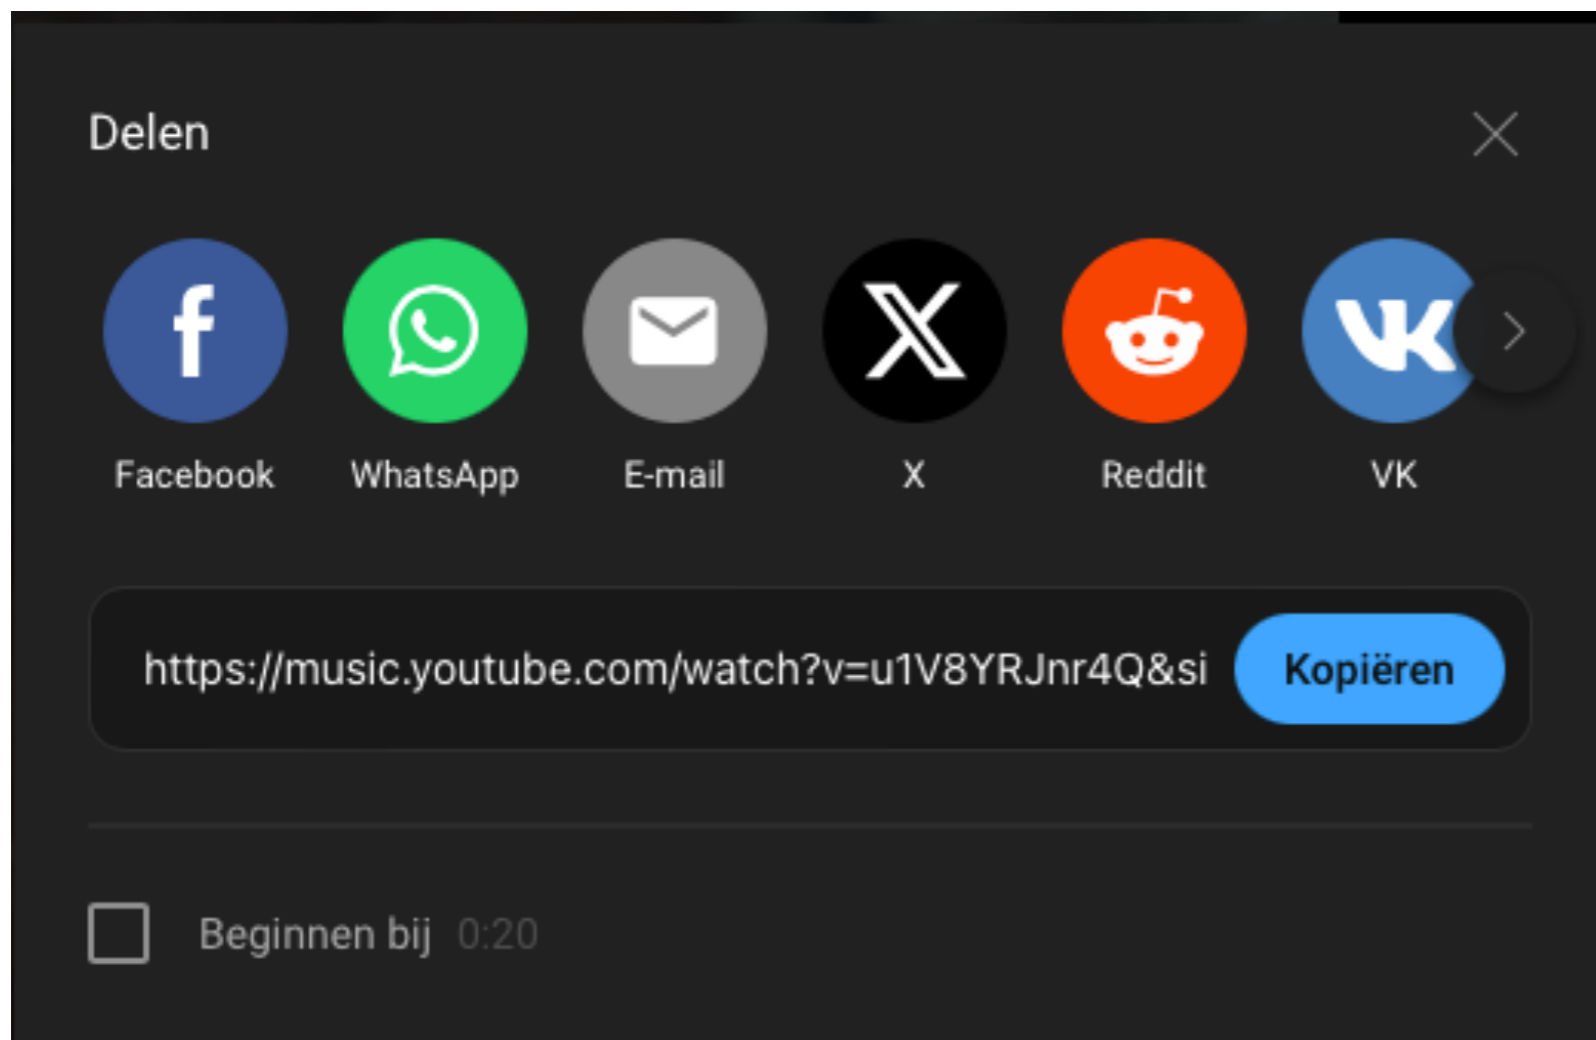 Delen
Facebook
WhatsApp
E-mail
X
Reddit
VK
https://music.youtube.com/watch?v=u1V8YRJnr4Q&si
Kopiëren
Beginnen bij 0:20